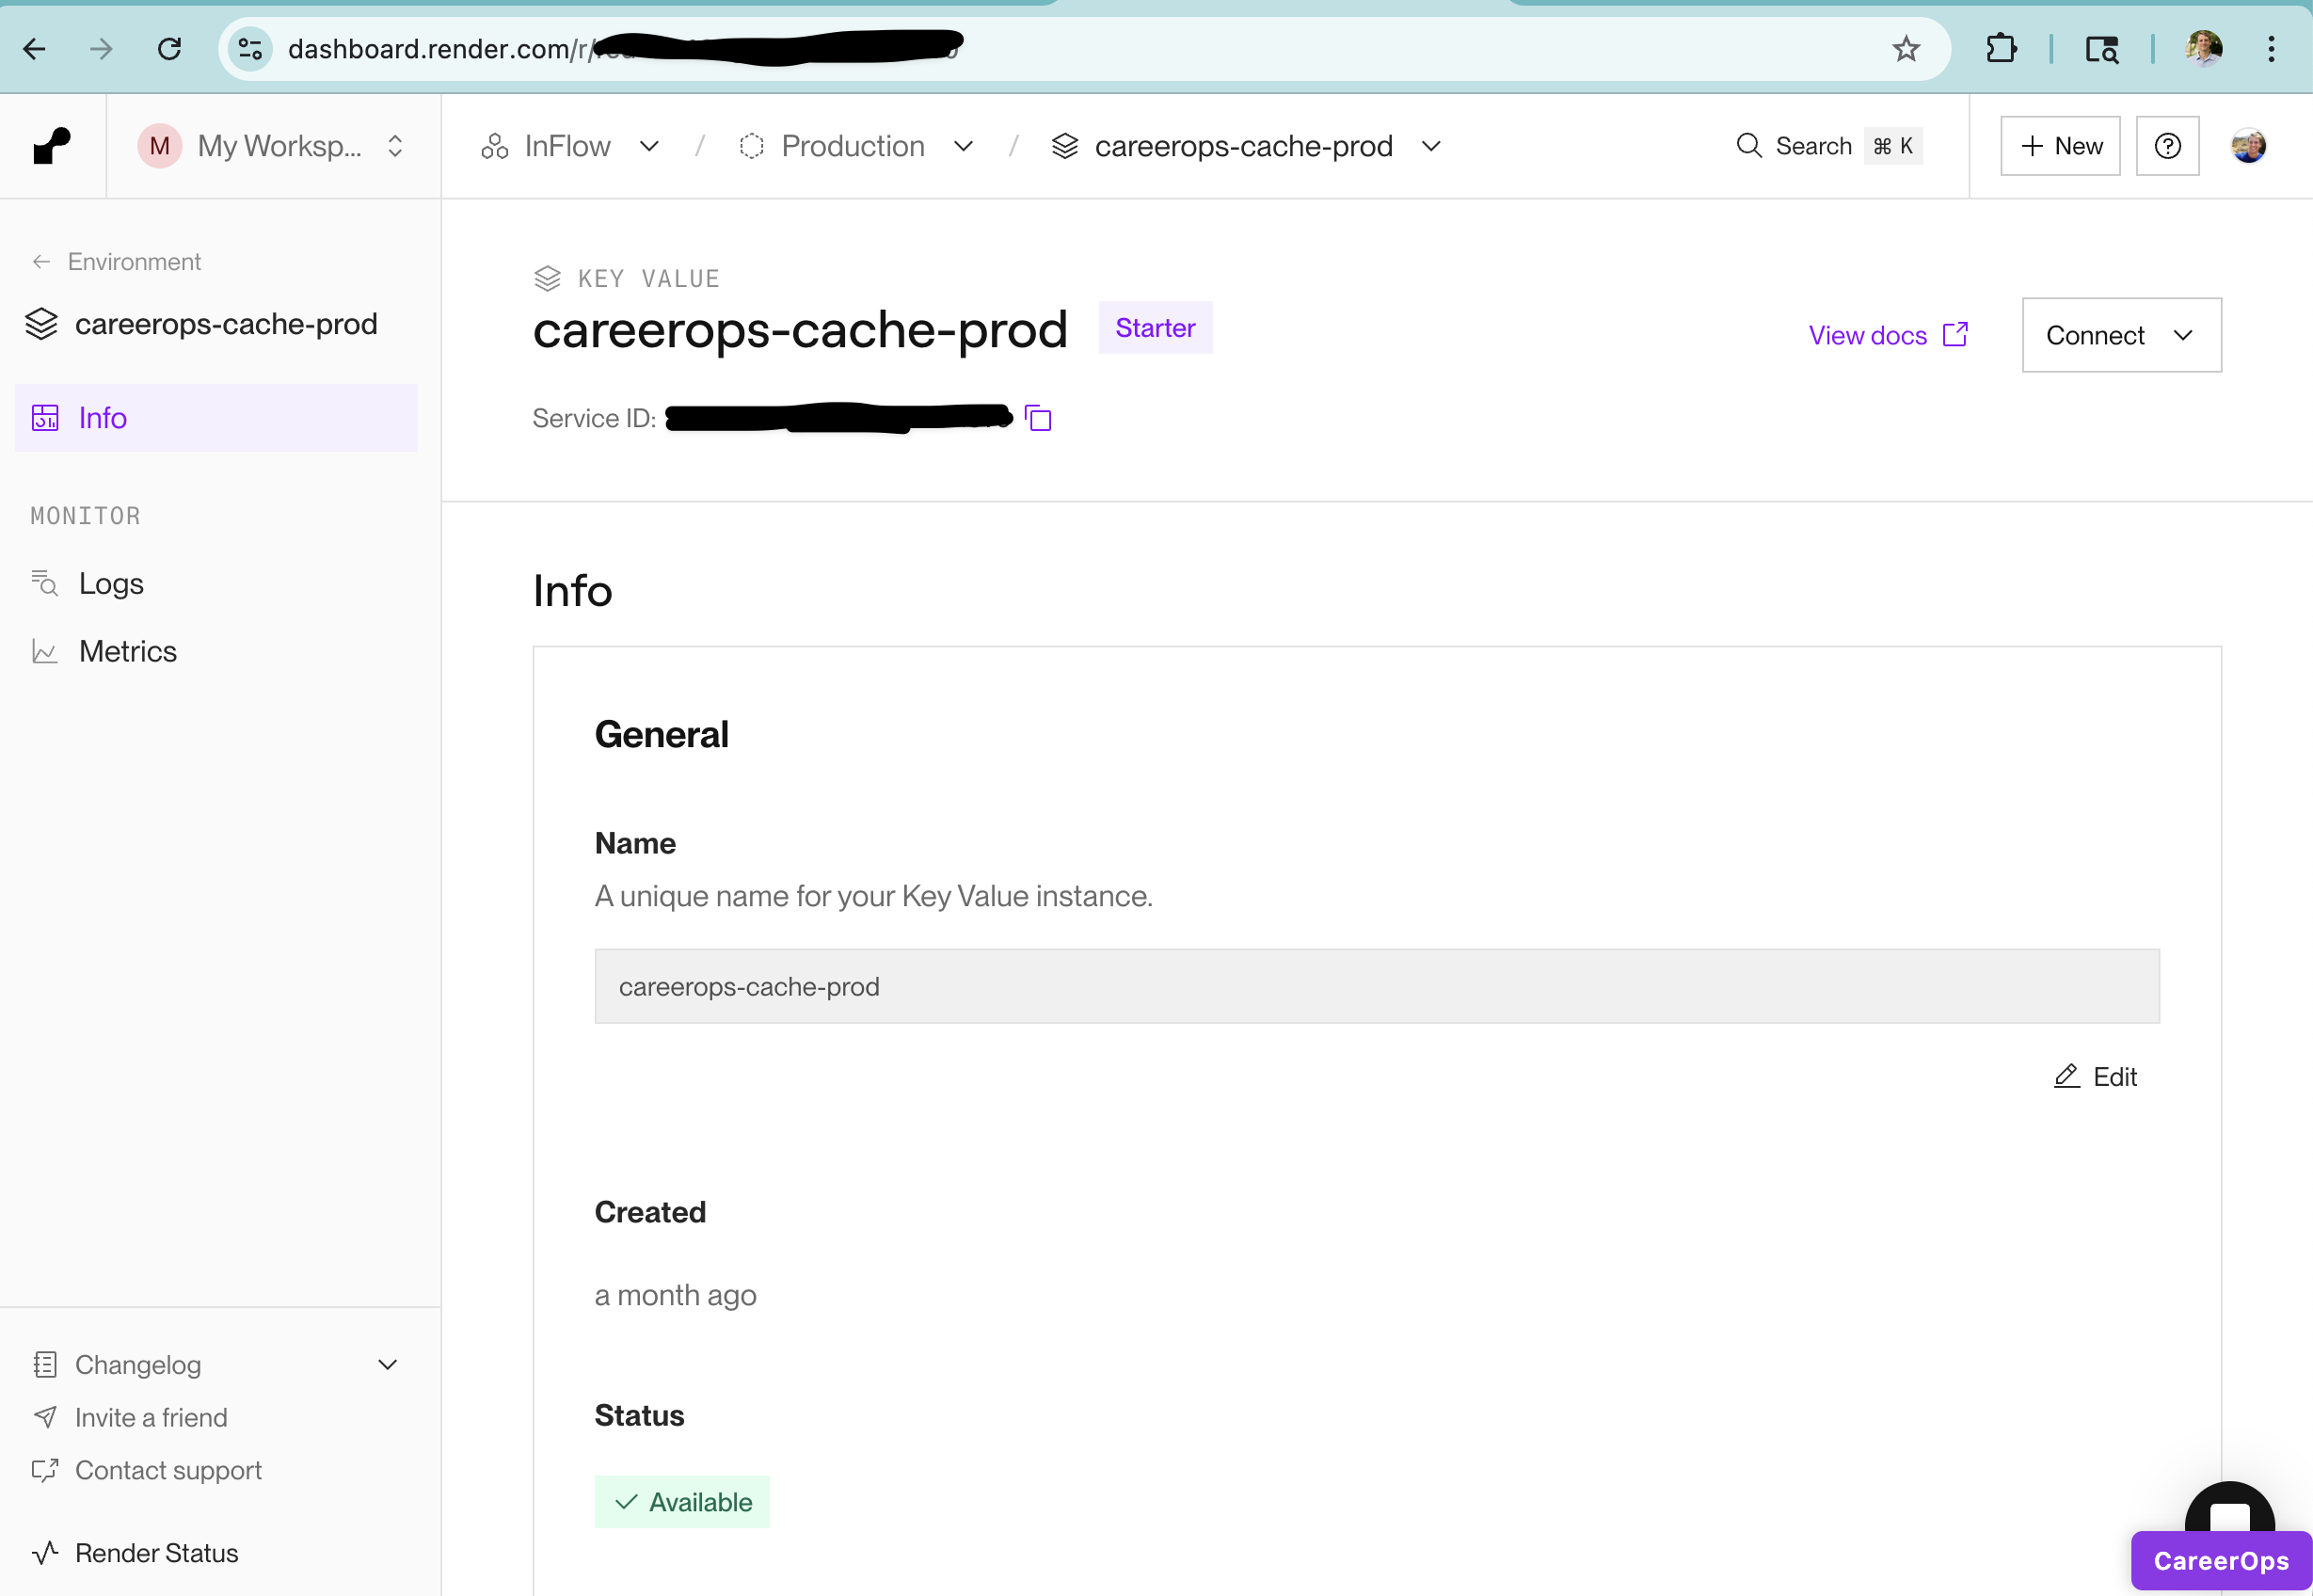 dashboard.render.com/r/
M My Worksp...
InFlow / Production / careerops-cache-prod
Search ⌘ K
+ New
Environment
careerops-cache-prod
Info
MONITOR
Logs
Metrics
Changelog
Invite a friend
Contact support
Render Status
KEY VALUE
careerops-cache-prod Starter
View docs
Connect
Service ID:
Info
General
Name
A unique name for your Key Value instance.
careerops-cache-prod
Edit
Created
a month ago
Status
Available
CareerOps